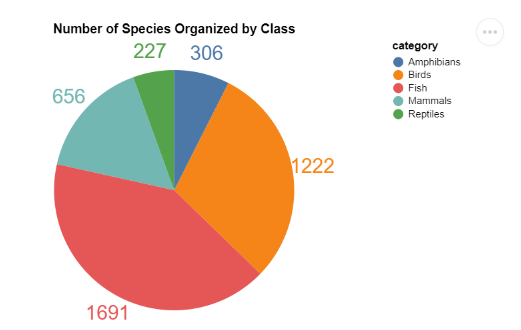 Number of Species Organized by Class
227
306
656
1222
1691
category
Amphibians
Birds
Fish
Mammals
Reptiles